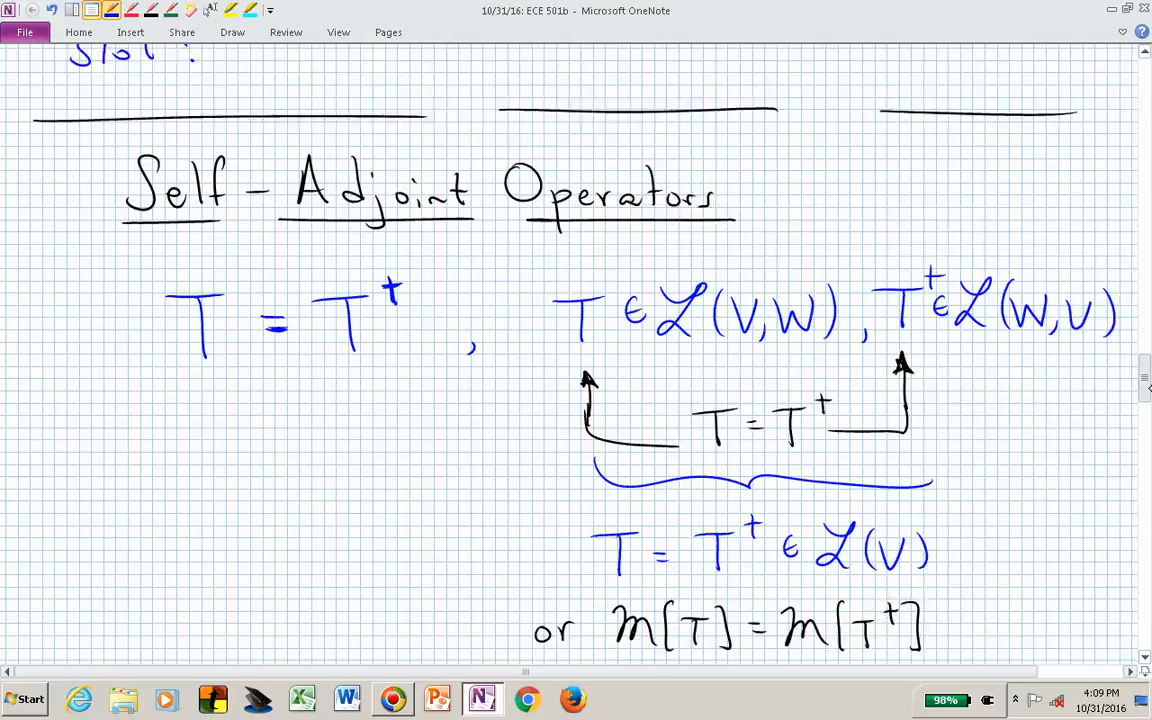 10/31/16: ECE 501b - Microsoft OneNote
File Home Insert Share Draw Review View Pages
Slot :
Self - Adjoint Operators
T = T† , T ∈ ℒ(V,W) , T† ∈ ℒ(W,V)
T = T†
T = T† ∈ ℒ(V)
or m[T] = m[T†]
Start 98% 4:09 PM
10/31/2016